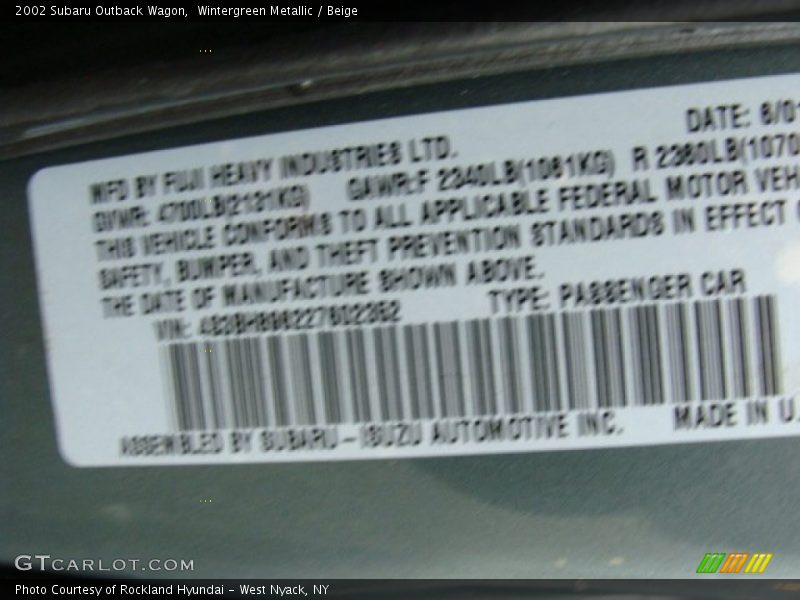 2002 Subaru Outback Wagon,  Wintergreen Metallic / Beige
DATE: 8/01
MFD BY FUJI HEAVY INDUSTRIES LTD.
GVWR: 4700LB(2131KG) GAWR:F 2340LB(1061KG) R 2360LB(1070
THIS VEHICLE CONFORMS TO ALL APPLICABLE FEDERAL MOTOR VEH
SAFETY, BUMPER, AND THEFT PREVENTION STANDARDS IN EFFECT
THE DATE OF MANUFACTURE SHOWN ABOVE.
VIN: TYPE: PASSENGER CAR
ASSEMBLED BY SUBARU-ISUZU AUTOMOTIVE INC. MADE IN U.
GTCARLOT.COM
Photo Courtesy of Rockland Hyundai - West Nyack, NY